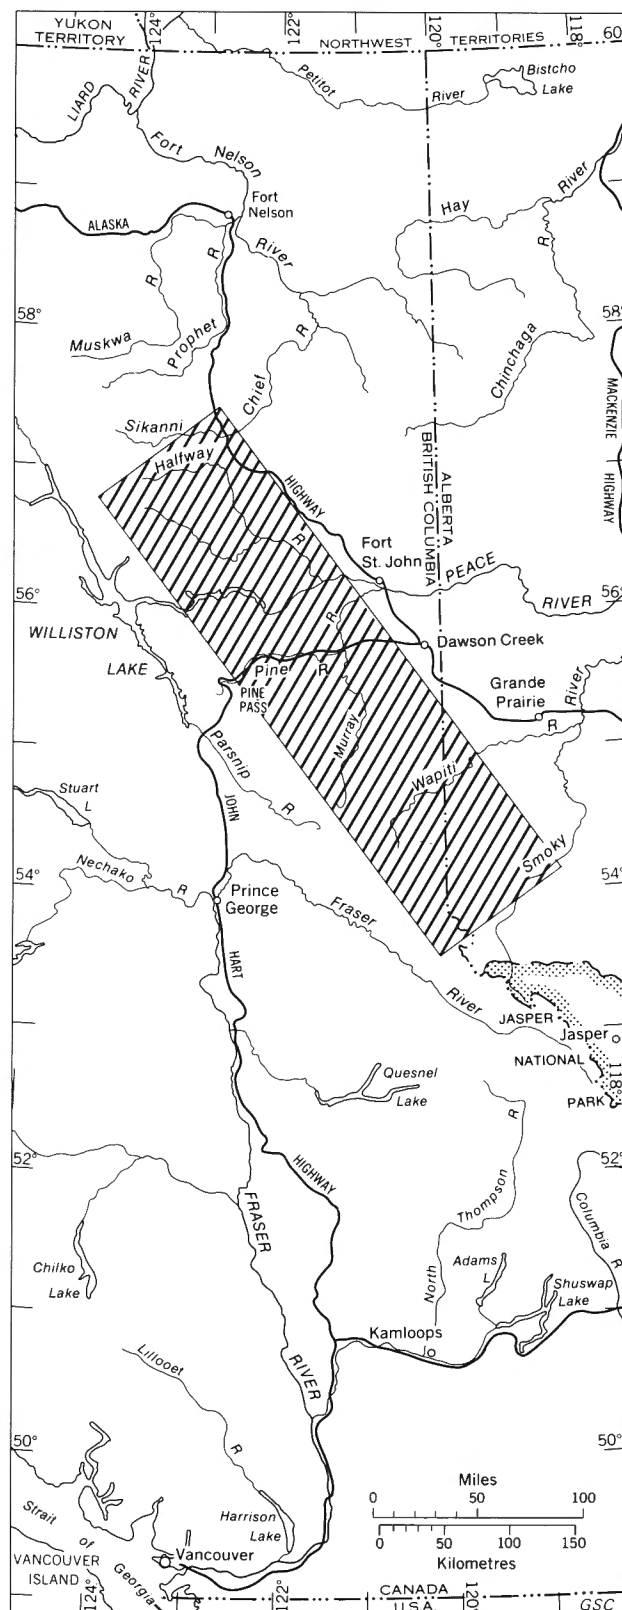 YUKON
TERRITORY
124°
122°
NORTHWEST
120°
TERRITORIES
118°
60
LIARD
RIVER
Petitot
River
Bistcho
Lake
Fort
Nelson
Fort
Nelson
ALASKA
River
R
R
Hay
River
R
58°
58°
Muskwa
Prophet
Chief
R
Chinchaga
MACKENZIE
HIGHWAY
Sikanni
Halfway
HIGHWAY
R
ALBERTA
BRITISH COLUMBIA
Fort
St. John
PEACE
RIVER
56°
56°
WILLISTON
LAKE
R
Dawson Creek
Pine
R
PINE
PASS
Grande
Prairie
River
R
Murray
Wapiti
Parsnip
R
Stuart
L
JOHN
Smoky
54°
54°
Nechako
R
Prince
George
Fraser
River
HART
JASPER
Jasper
NATIONAL
PARK
118°
Quesnel
Lake
R
52°
52°
HIGHWAY
Thompson
North
Columbia
R
FRASER
Chilko
Lake
Adams
L
Shuswap
Lake
Kamloops
Lillooet
R
RIVER
50°
50°
Miles
0 50 100
0 50 100 150
Kilometres
Harrison
Lake
Strait
of
Georgia
Vancouver
VANCOUVER
ISLAND
124°
122°
CANADA
U.S.A.
120°
GSC